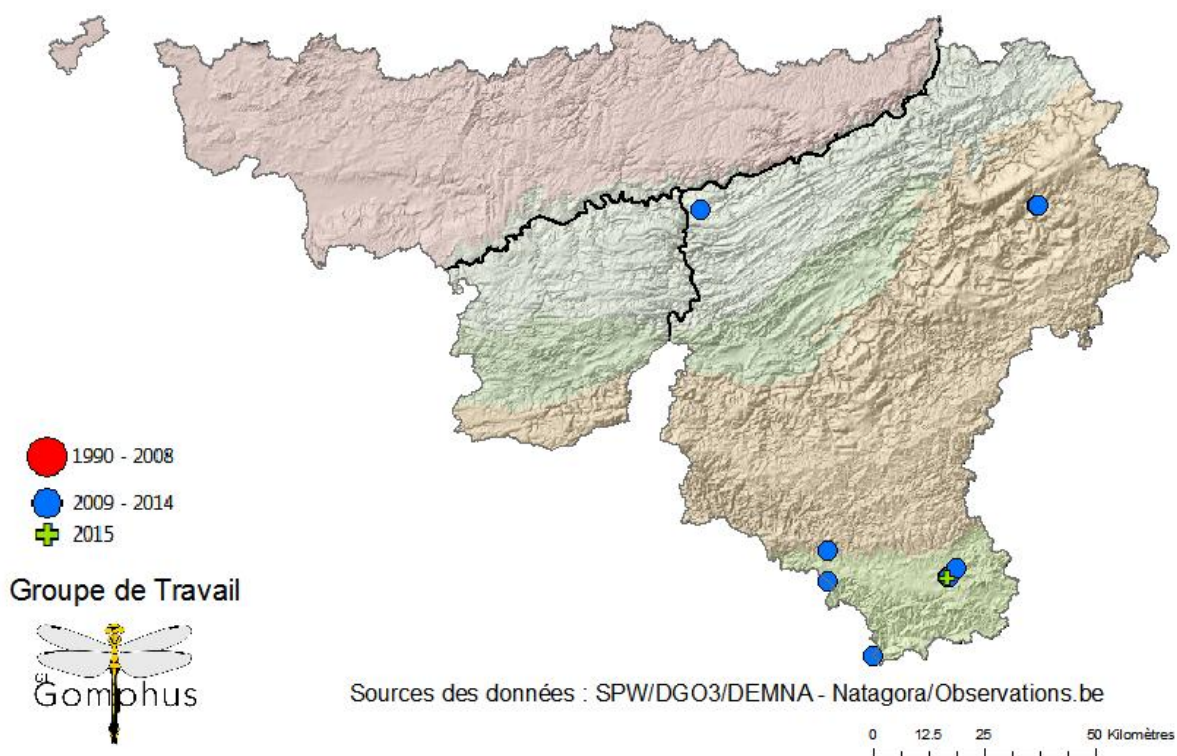 1990 - 2008
2009 - 2014
2015
Groupe de Travail
GT
Gomphus
Sources des données : SPW/DGO3/DEMNA - Natagora/Observations.be
0 12.5 25 50 Kilomètres